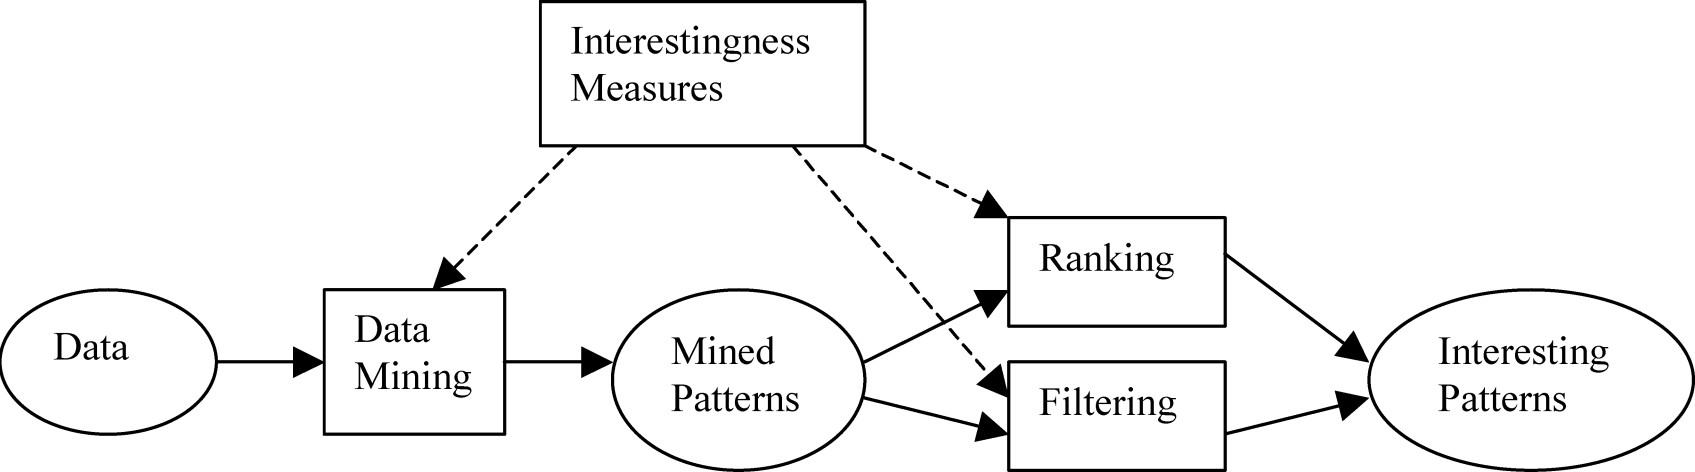 Interestingness
Measures
Ranking
Data
Data
Mining
Mined
Patterns
Filtering
Interesting
Patterns